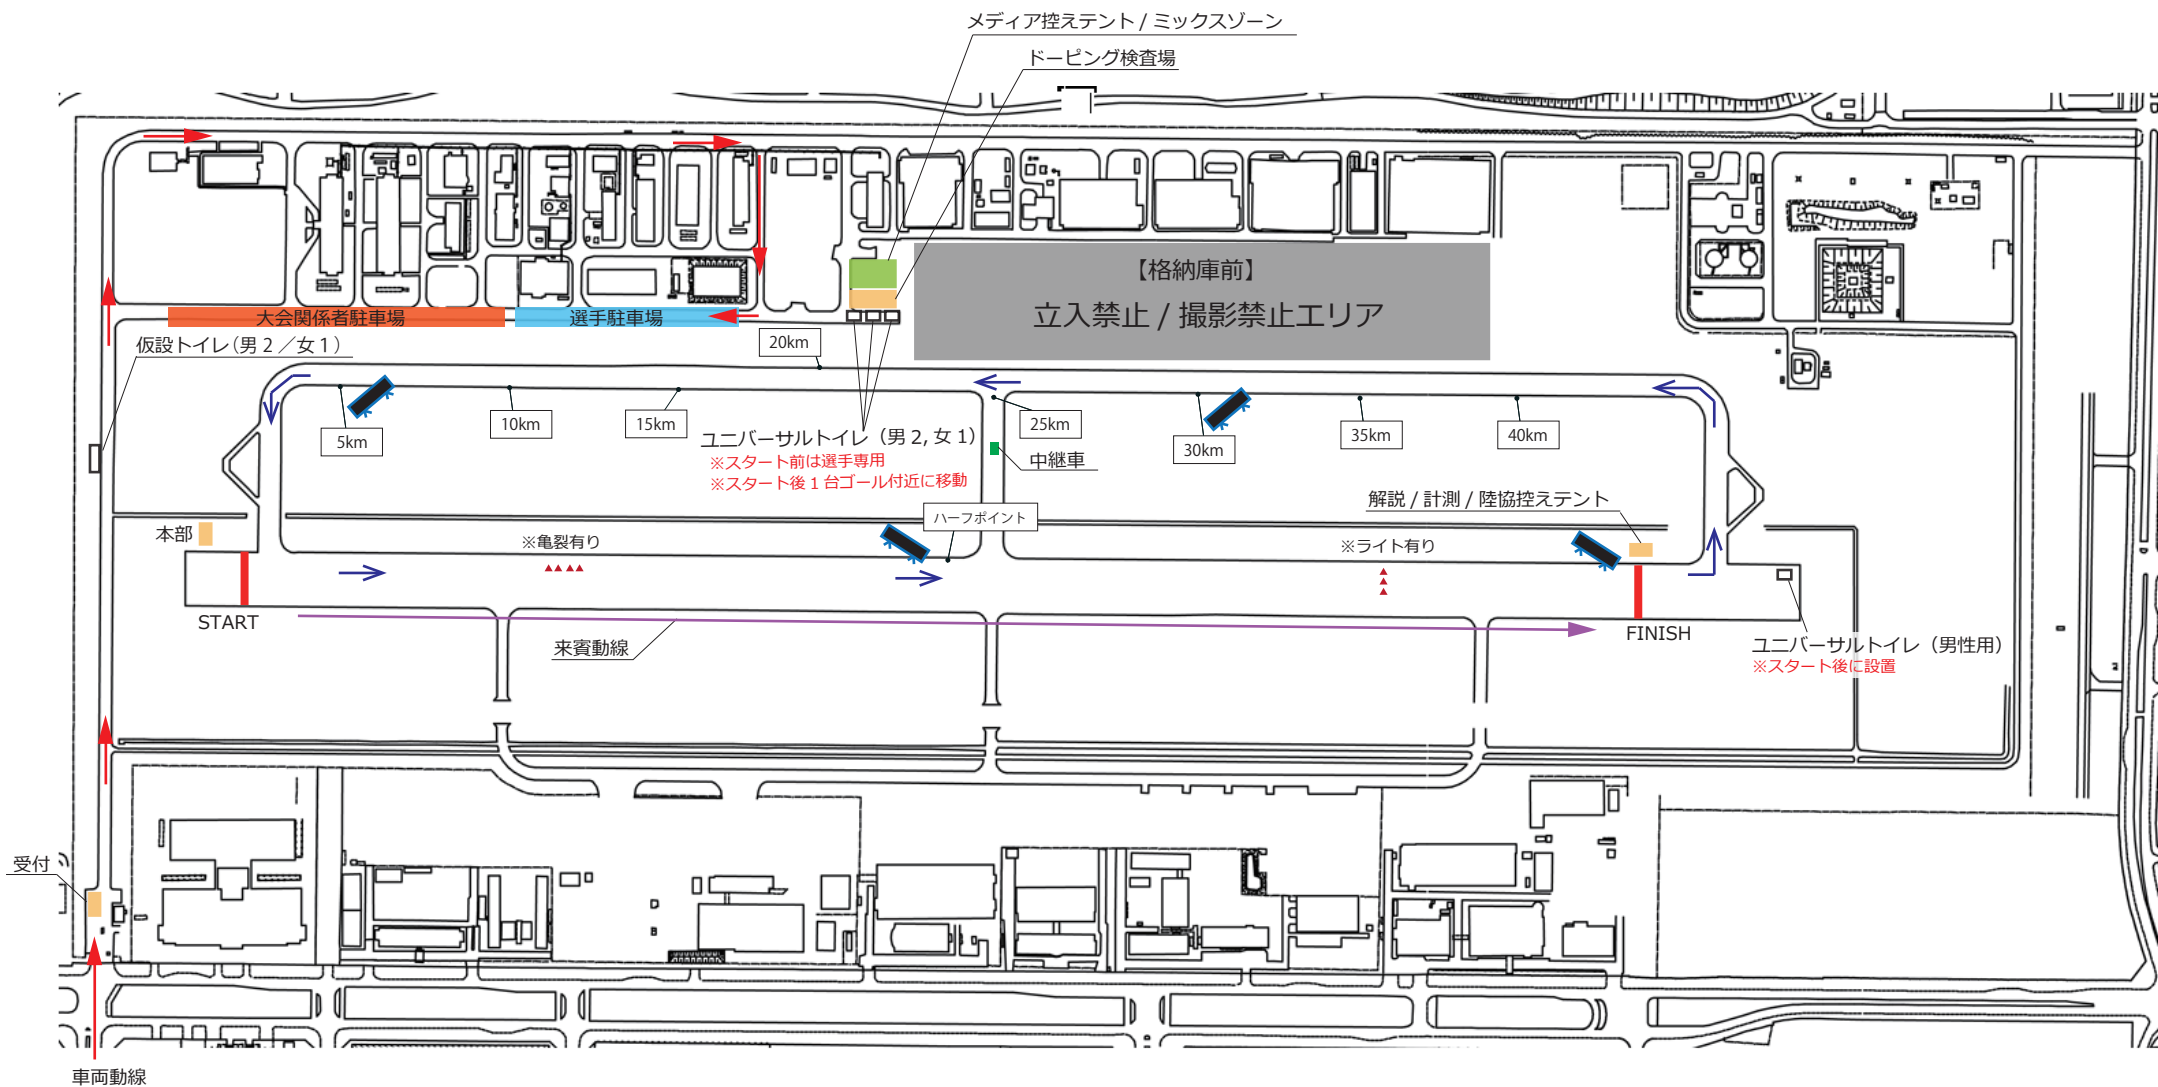 メディア控えテント / ミックスゾーン
ドーピング検査場
【格納庫前】
立入禁止 / 撮影禁止エリア
大会関係者駐車場
選手駐車場
仮設トイレ(男2／女1)
20km
5km
10km
15km
25km
30km
35km
40km
ユニバーサルトイレ（男2,女1)
※スタート前は選手専用
※スタート後1台ゴール付近に移動
中継車
解説 / 計測 / 陸協控えテント
ハーフポイント
本部
※亀裂有り
※ライト有り
START
FINISH
来賓動線
ユニバーサルトイレ（男性用）
※スタート後に設置
受付
車両動線